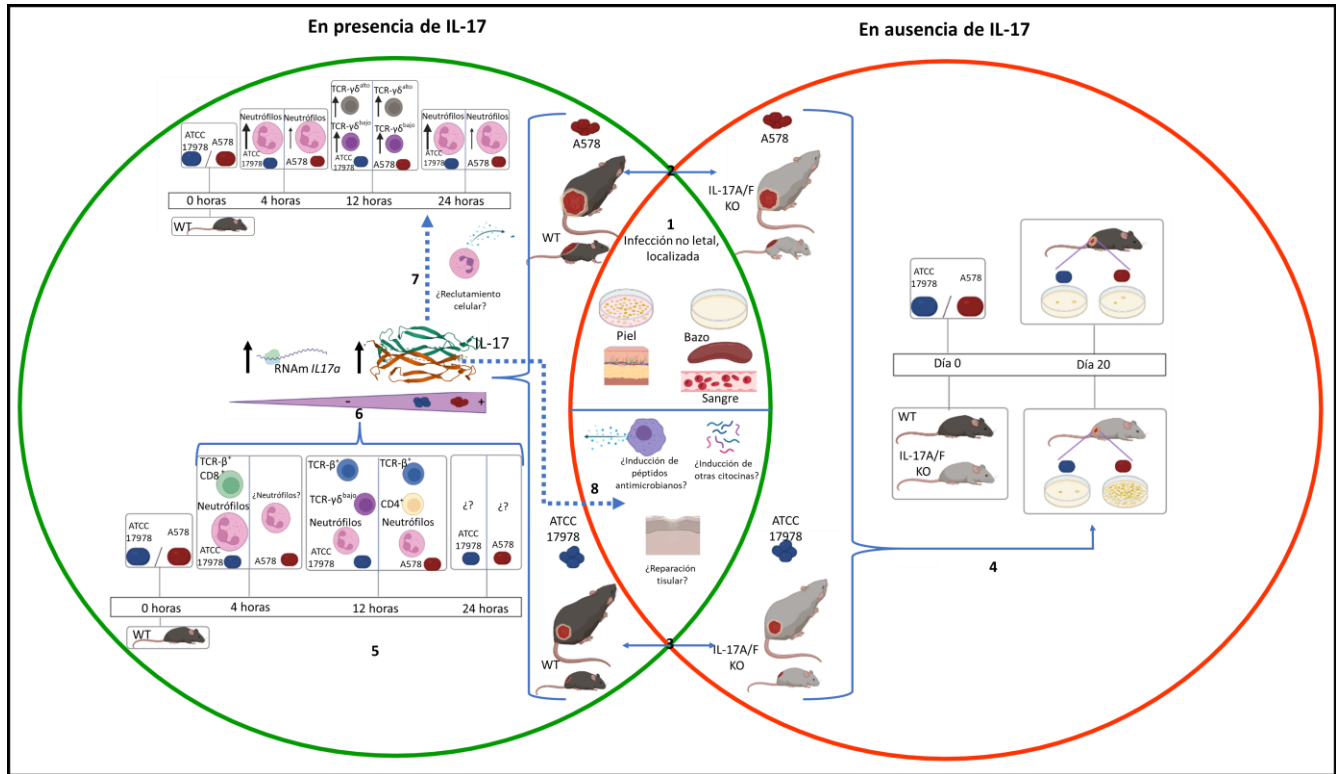 En presencia de IL-17
En ausencia de IL-17
TCR-γδalto
TCR-γδalto
Neutrófilos
Neutrófilos
TCR-γδbajo
TCR-γδbajo
Neutrófilos
Neutrófilos
ATCC
17978
/
A578
ATCC
17978
A578
ATCC
17978
A578
ATCC
17978
A578
0 horas
4 horas
12 horas
24 horas
WT
7
¿Reclutamiento
celular?
IL-17
RNAm IL17a
-
+
6
TCR-β+
CD8+
Neutrófilos
¿Neutrófilos?
TCR-β+
TCR-β+
TCR-γδbajo
CD4+
Neutrófilos
Neutrófilos
¿?
¿?
ATCC
17978
/
A578
ATCC
17978
A578
ATCC
17978
A578
ATCC
17978
A578
0 horas
4 horas
12 horas
24 horas
WT
5
A578
WT
2
A578
IL-17A/F
KO
1
Infección no letal,
localizada
Piel
Bazo
Sangre
¿Inducción de
péptidos
antimicrobianos?
¿Inducción de
otras citocinas?
8
¿Reparación
tisular?
ATCC
17978
WT
3
ATCC
17978
IL-17A/F
KO
ATCC
17978
/
A578
Día 0
Día 20
WT
IL-17A/F
KO
4